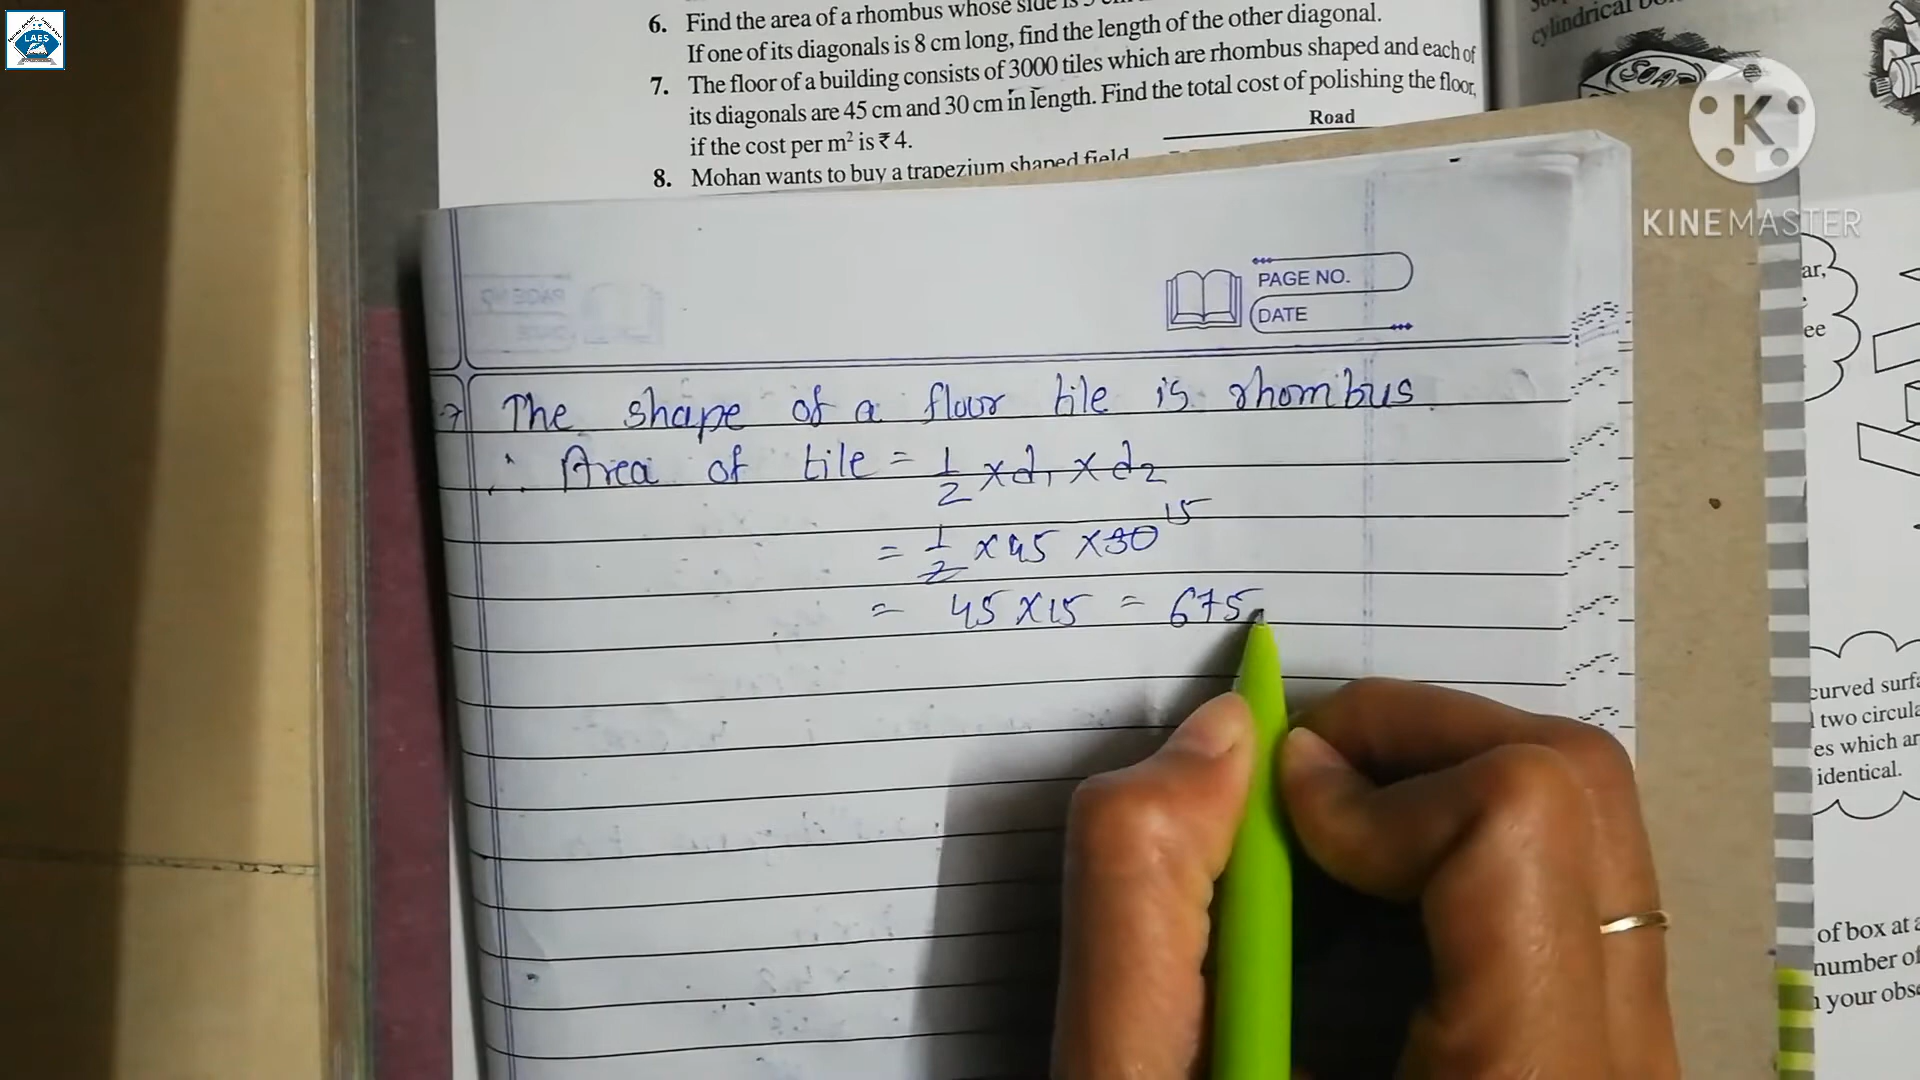 LAES
6. Find the area of a rhombus whose side is 5
If one of its diagonals is 8 cm long, find the length of the other diagonal.
7. The floor of a building consists of 3000 tiles which are rhombus shaped and each of
its diagonals are 45 cm and 30 cm in length. Find the total cost of polishing the floor,
if the cost per m² is ₹ 4.
Road
8. Mohan wants to buy a trapezium shaped field
cylindrical
SOAP
K
KINEMASTER
PAGE NO.
DATE
7) The shape of a floor tile is rhombus.
∴ Area of tile = 1/2 × d1 × d2
= 1/2 × 45 × 30 15
= 45 × 15 = 675
ar,
ee
curved surfa
two circula
es which ar
identical.
of box at a
number of
your obse